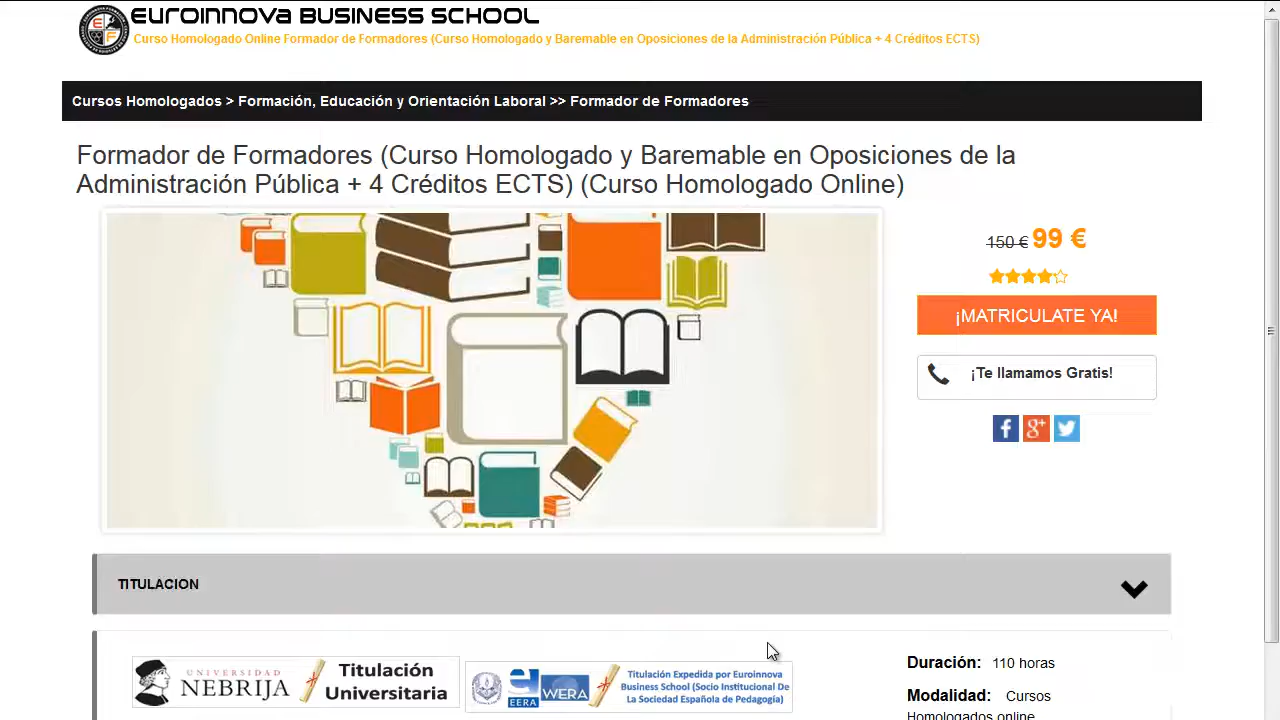 EUROINNOVA BUSINESS SCHOOL
Curso Homologado Online Formador de Formadores (Curso Homologado y Baremable en Oposiciones de la Administración Pública + 4 Créditos ECTS)
Cursos Homologados > Formación, Educación y Orientación Laboral >> Formador de Formadores
Formador de Formadores (Curso Homologado y Baremable en Oposiciones de la
Administración Pública + 4 Créditos ECTS) (Curso Homologado Online)
150 € 99 €
¡MATRICULATE YA!
¡Te llamamos Gratis!
TITULACION
UNIVERSIDAD
NEBRIJA
Titulación
Universitaria
EERA
WERA
Titulación Expedida por Euroinnova
Business School (Socio Institucional De
La Sociedad Española de Pedagogía)
Duración: 110 horas
Modalidad: Cursos
Homologados online